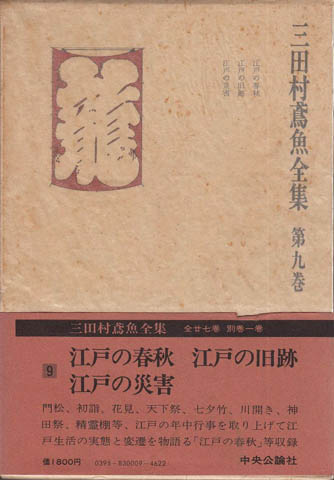 三田村鳶魚全集 第九巻
江戸の春秋
江戸の旧跡
江戸の災害
龍
三田村鳶魚全集 全廿七巻 別巻一巻
9 江戸の春秋 江戸の旧跡
江戸の災害
門松、初詣、花見、天下祭、七夕竹、川開き、神
田祭、精霊棚等、江戸の年中行事を取り上げて江
戸生活の実態と変遷を物語る「江戸の春秋」等収録
価1800円 0395-830009-4622 中央公論社